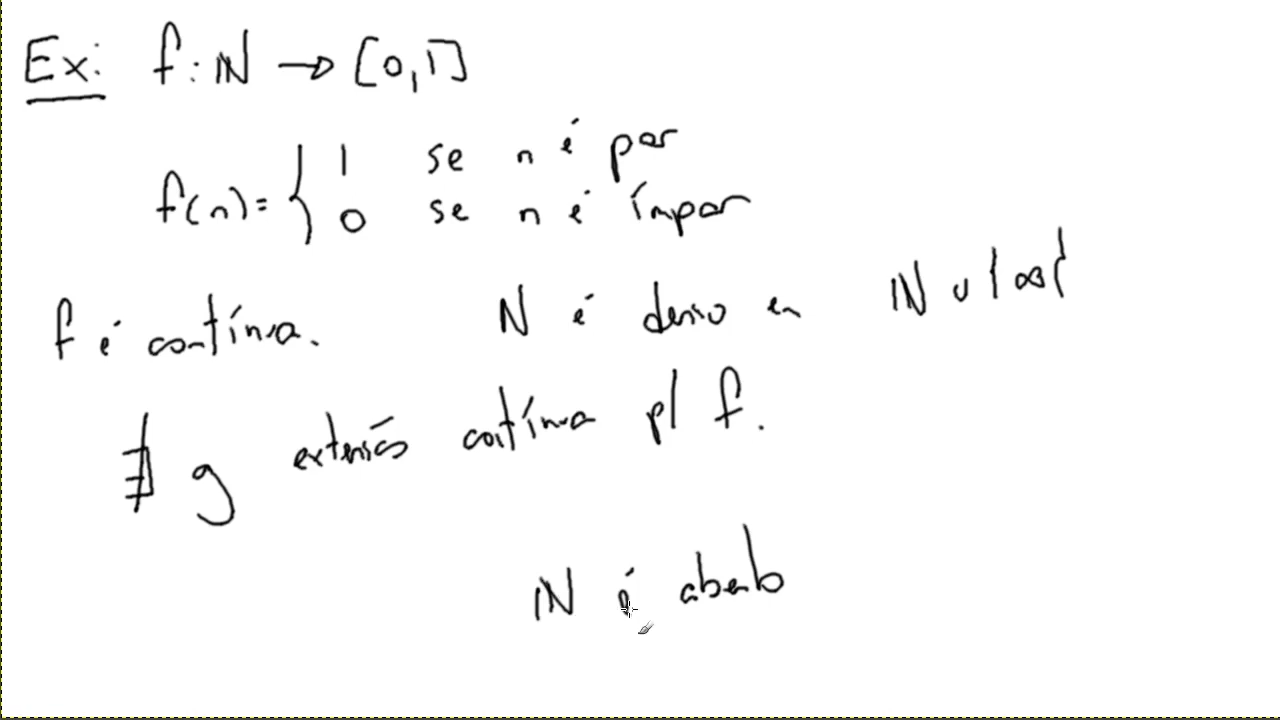 Ex: f: ℕ → [0,1]
f(n) = { 1 se n é par
0 se n é ímpar
f é contínua. N é denso em ℕ ∪ {∞}
∄ g extensão contínua p/ f.
ℕ é aberto